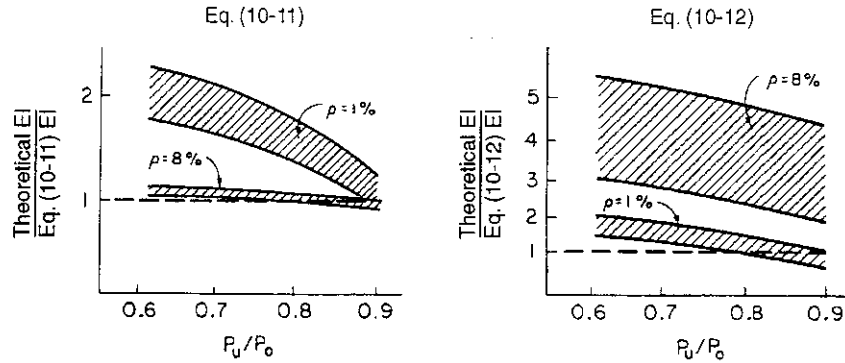 Eq. (10-11)
Theoretical EI
Eq. (10-11) EI
2
1
ρ=1%
ρ=8%
0.6 0.7 0.8 0.9
Pu/Po
Eq. (10-12)
Theoretical EI
Eq. (10-12) EI
5
4
3
2
1
ρ=8%
ρ=1%
0.6 0.7 0.8 0.9
Pu/Po